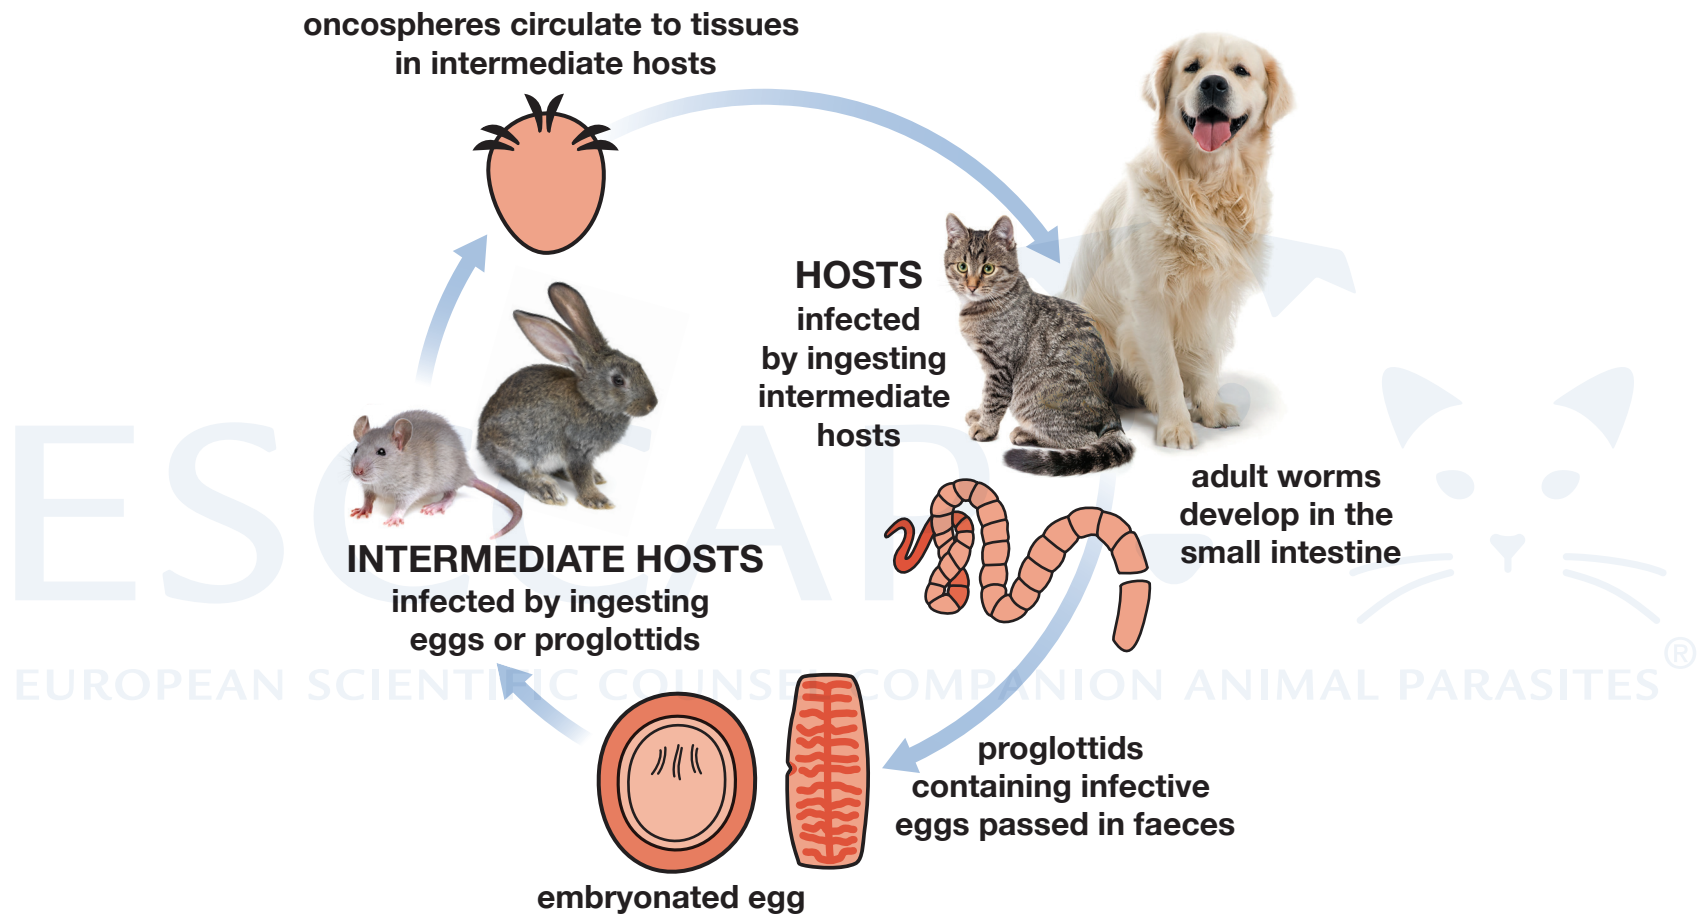 oncospheres circulate to tissues
in intermediate hosts
HOSTS
infected
by ingesting
intermediate
hosts
adult worms
develop in the
small intestine
INTERMEDIATE HOSTS
infected by ingesting
eggs or proglottids
proglottids
containing infective
eggs passed in faeces
embryonated egg
ESCCAP
®
EUROPEAN SCIENTIFIC COUNSEL COMPANION ANIMAL PARASITES